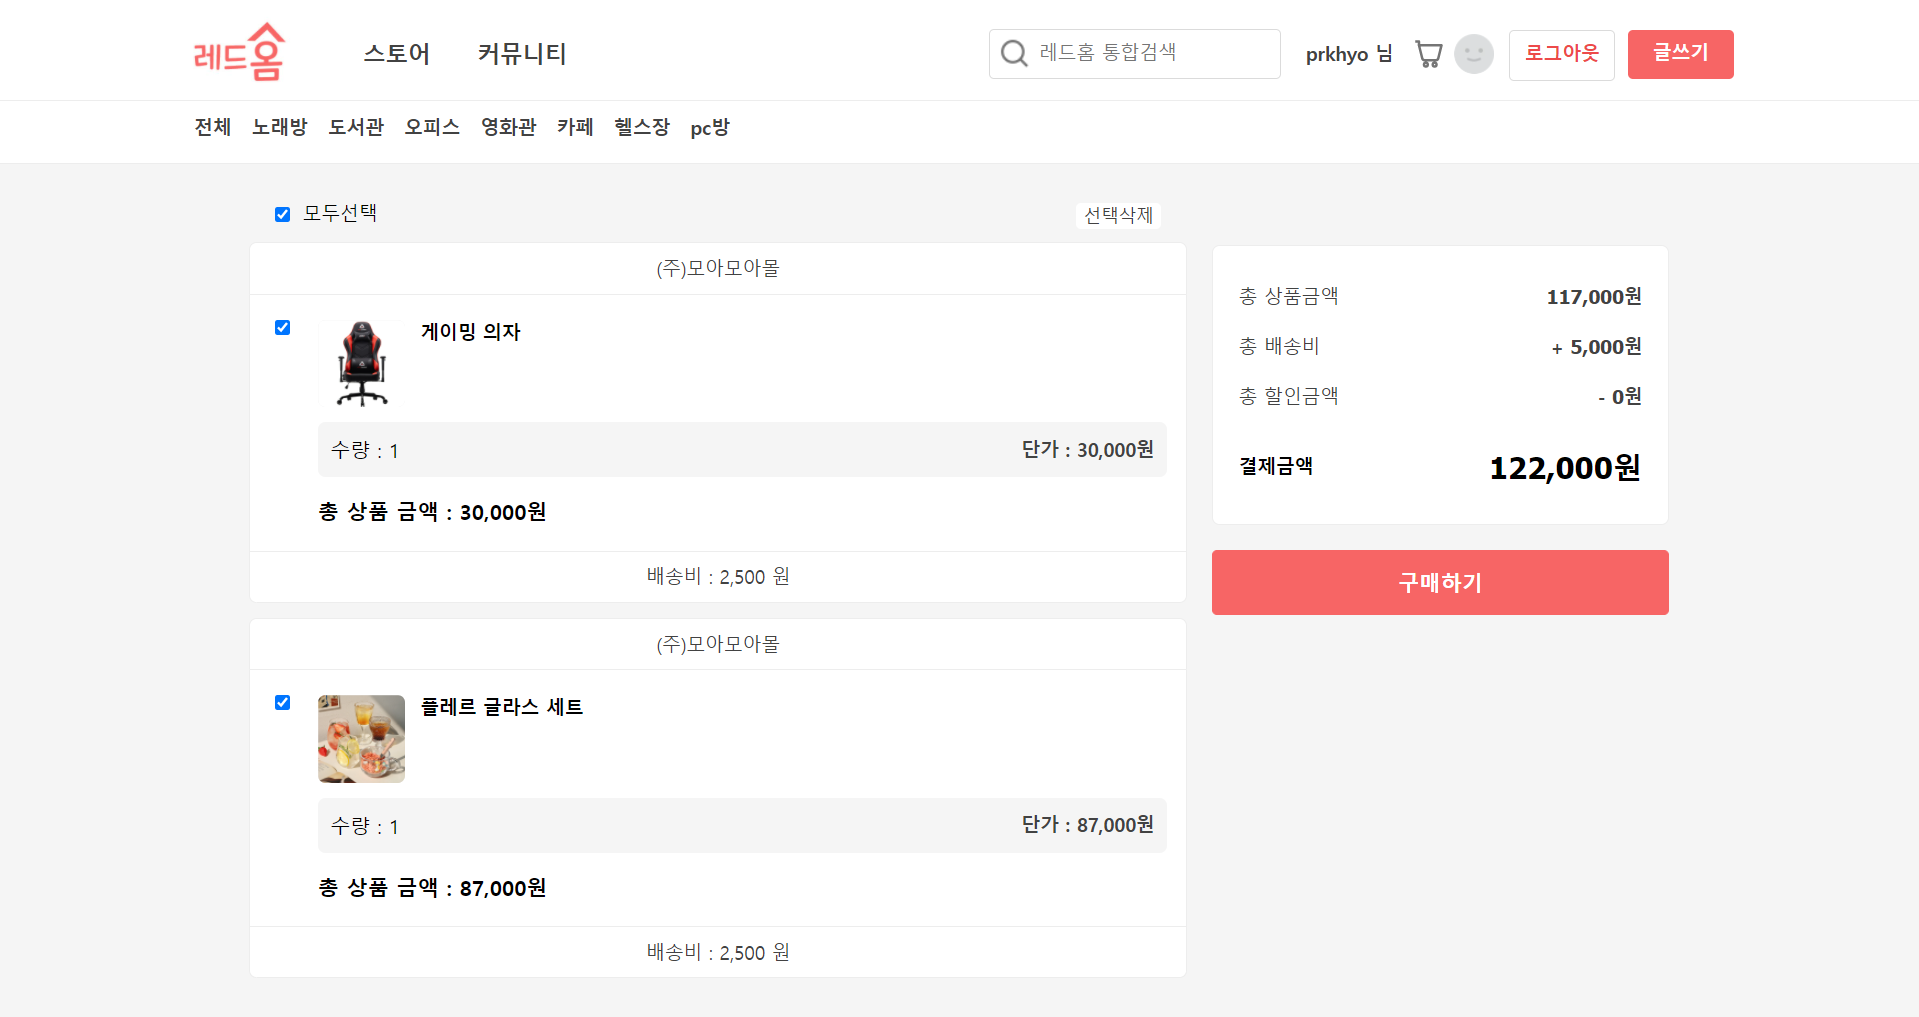 레드홈
스토어 커뮤니티
레드홈 통합검색
prkhyo 님
로그아웃
글쓰기
전체 노래방 도서관 오피스 영화관 카페 헬스장 pc방
모두선택
선택삭제
(주)모아모아몰
게이밍 의자
수량 : 1
단가 : 30,000원
총 상품 금액 : 30,000원
배송비 : 2,500 원
(주)모아모아몰
플레르 글라스 세트
수량 : 1
단가 : 87,000원
총 상품 금액 : 87,000원
배송비 : 2,500 원
총 상품금액 117,000원
총 배송비 + 5,000원
총 할인금액 - 0원
결제금액 122,000원
구매하기